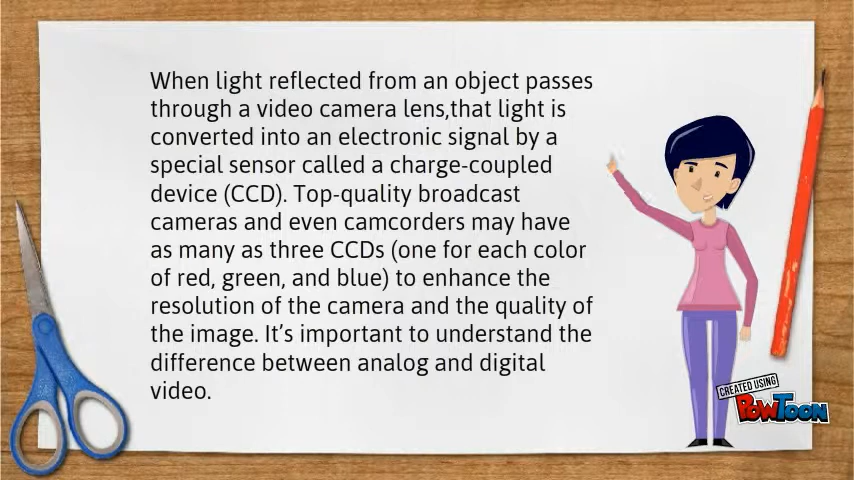 When light reflected from an object passes
through a video camera lens,that light is
converted into an electronic signal by a
special sensor called a charge-coupled
device (CCD). Top-quality broadcast
cameras and even camcorders may have
as many as three CCDs (one for each color
of red, green, and blue) to enhance the
resolution of the camera and the quality of
the image. It’s important to understand the
difference between analog and digital
video.
CREATED USING
POWTOON